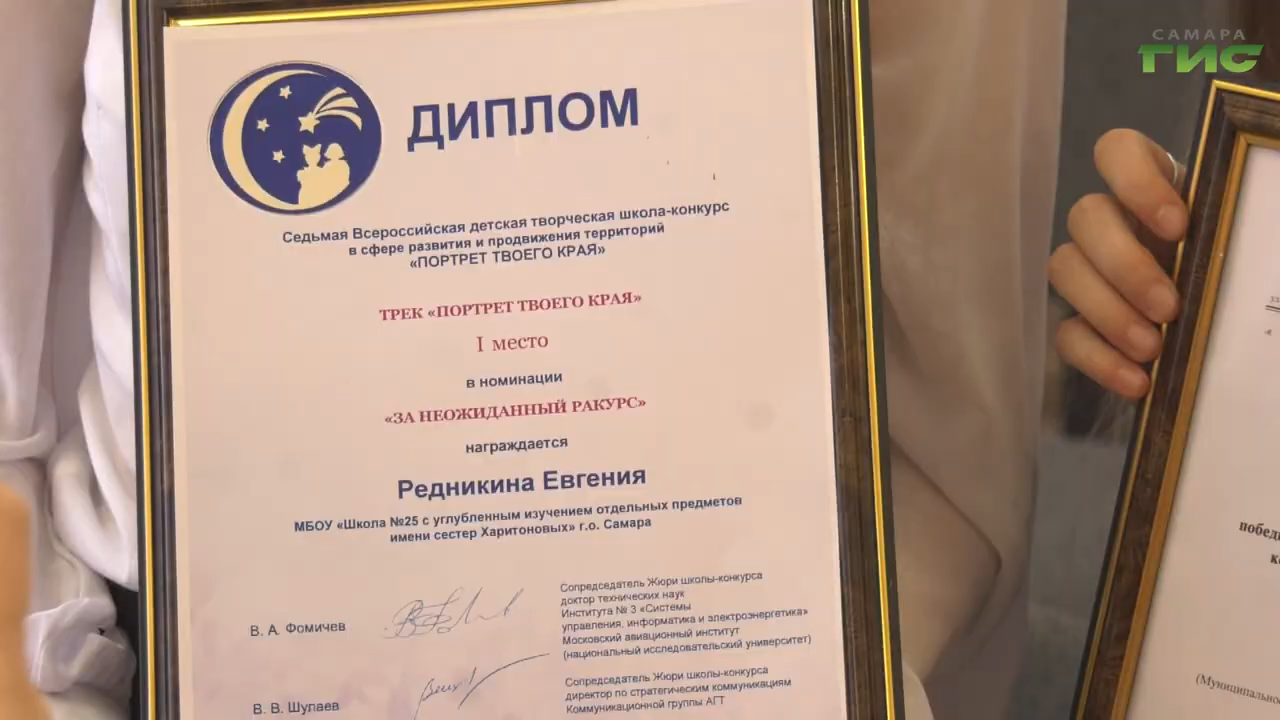 САМАРА
ГИС
ДИПЛОМ
Седьмая Всероссийская детская творческая школа-конкурс
в сфере развития и продвижения территорий
«ПОРТРЕТ ТВОЕГО КРАЯ»
ТРЕК «ПОРТРЕТ ТВОЕГО КРАЯ»
I место
в номинации
«ЗА НЕОЖИДАННЫЙ РАКУРС»
награждается
Редникина Евгения
МБОУ «Школа №25 с углубленным изучением отдельных предметов
имени сестер Харитоновых» г.о. Самара
В. А. Фомичев
Сопредседатель Жюри школы-конкурса
доктор технических наук
Института № 3 «Системы
управления, информатика и электроэнергетика»
Московский авиационный институт
(национальный исследовательский университет)
В. В. Шулаев
Сопредседатель Жюри школы-конкурса
директор по стратегическим коммуникациям
Коммуникационной группы АГТ
(Муниципально